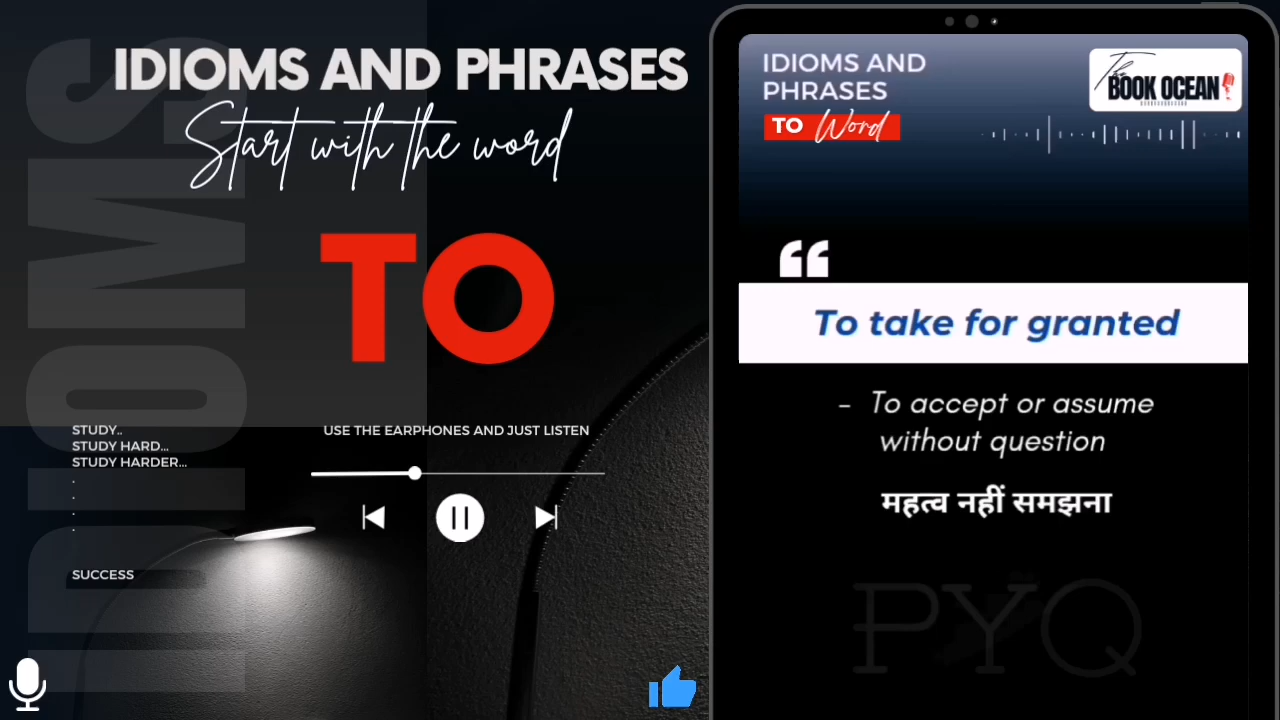 IDIOMS
IDIOMS AND PHRASES
Start with the word
TO
STUDY..
STUDY HARD...
STUDY HARDER...
.
.
.
.
SUCCESS
USE THE EARPHONES AND JUST LISTEN
IDIOMS AND
PHRASES
TO Word
The
BOOK OCEAN
To take for granted
- To accept or assume
without question
महत्व नहीं समझना
PYQ